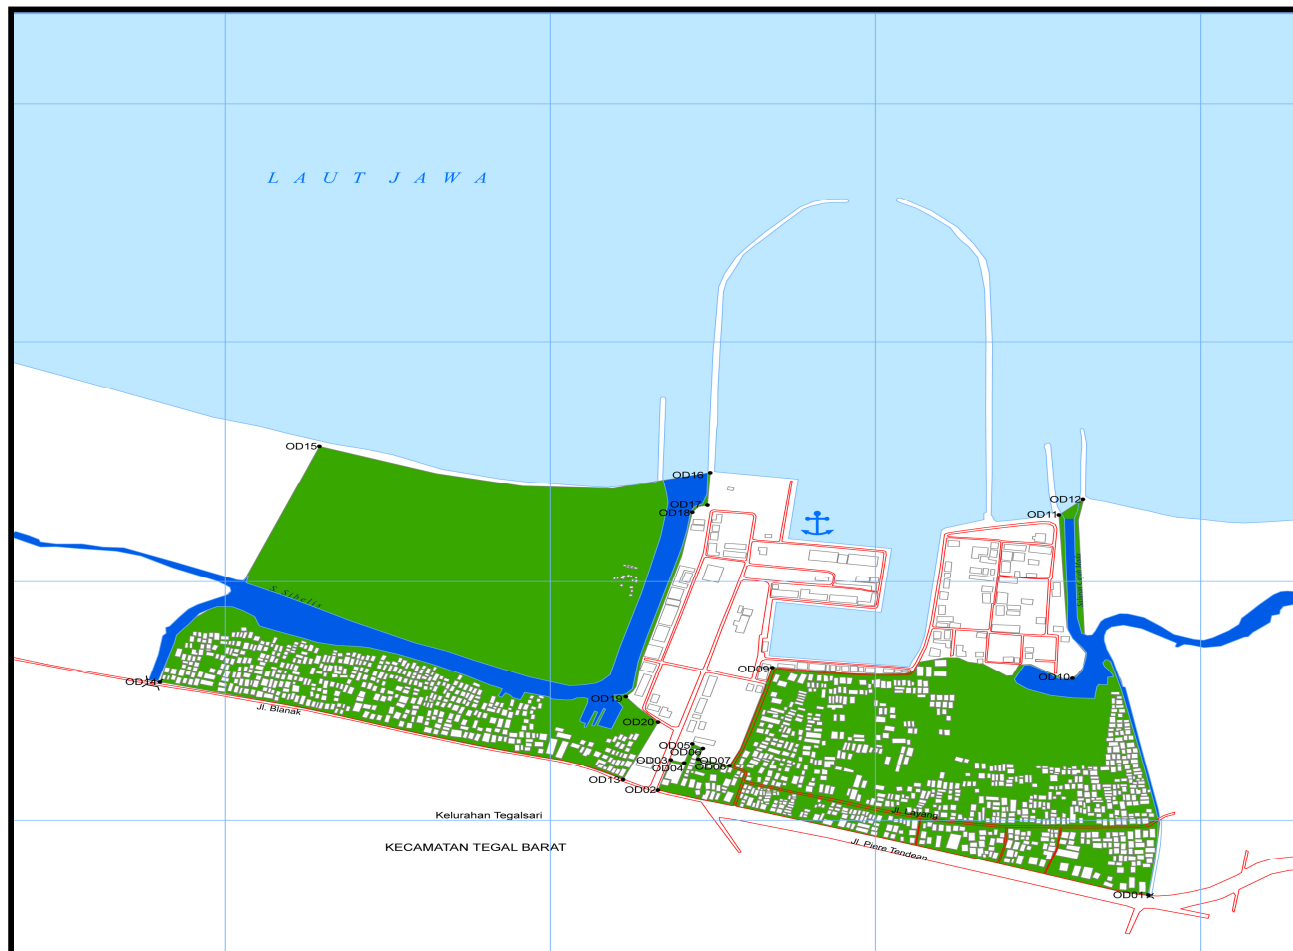 LAUT JAWA
OD15
OD16
OD17
OD18
OD12
OD11
S. Sibelis
OD09
OD10
OD14
OD19
Jl. Blanak
OD20
OD05
OD06
OD03
OD07
OD04
OD08
OD13
OD02
Jl. Layang
Kelurahan Tegalsari
KECAMATAN TEGAL BARAT
Jl. Piere Tendean
OD01